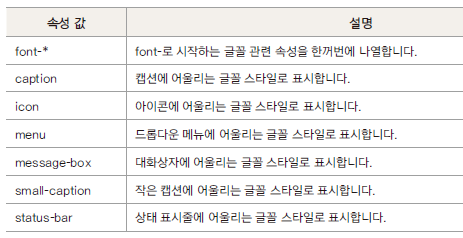 속성 값 설명
font-* font-로 시작하는 글꼴 관련 속성을 한꺼번에 나열합니다.
caption 캡션에 어울리는 글꼴 스타일로 표시합니다.
icon 아이콘에 어울리는 글꼴 스타일로 표시합니다.
menu 드롭다운 메뉴에 어울리는 글꼴 스타일로 표시합니다.
message-box 대화상자에 어울리는 글꼴 스타일로 표시합니다.
small-caption 작은 캡션에 어울리는 글꼴 스타일로 표시합니다.
status-bar 상태 표시줄에 어울리는 글꼴 스타일로 표시합니다.